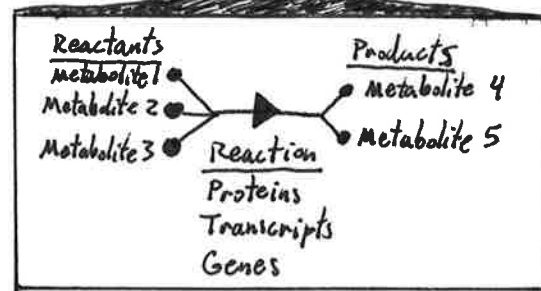 Reactants
Metabolite 1
Metabolite 2
Metabolite 3
Products
Metabolite 4
Metabolite 5
Reaction
Proteins
Transcripts
Genes